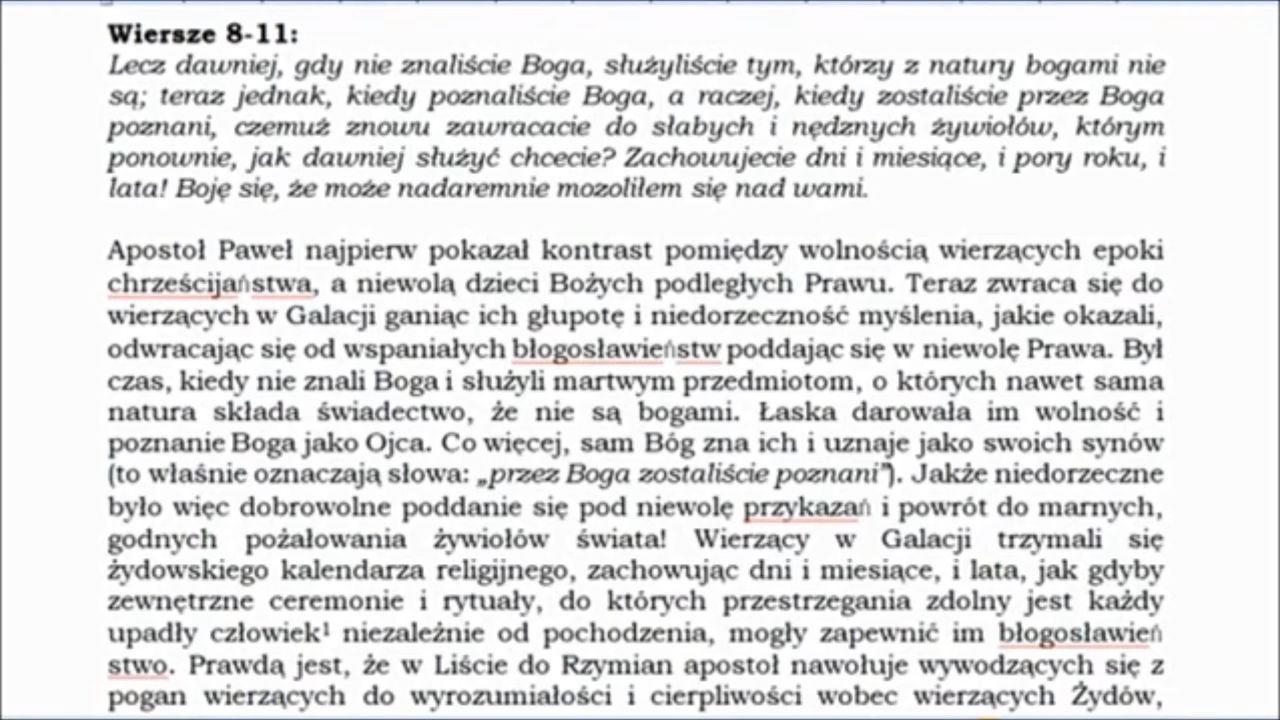 Wiersze 8-11:
Lecz dawniej, gdy nie znaliście Boga, służyliście tym, którzy z natury bogami nie
są; teraz jednak, kiedy poznaliście Boga, a raczej, kiedy zostaliście przez Boga
poznani, czemuż znowu zawracacie do słabych i nędznych żywiołów, którym
ponownie, jak dawniej służyć chcecie? Zachowujecie dni i miesiące, i pory roku, i
lata! Boję się, że może nadaremnie mozoliłem się nad wami.
Apostoł Paweł najpierw pokazał kontrast pomiędzy wolnością wierzących epoki
chrześcijaństwa, a niewolą dzieci Bożych podległych Prawu. Teraz zwraca się do
wierzących w Galacji ganiąc ich głupotę i niedorzeczność myślenia, jakie okazali,
odwracając się od wspaniałych błogosławieństw poddając się w niewolę Prawa. Był
czas, kiedy nie znali Boga i służyli martwym przedmiotom, o których nawet sama
natura składa świadectwo, że nie są bogami. Łaska darowała im wolność i
poznanie Boga jako Ojca. Co więcej, sam Bóg zna ich i uznaje jako swoich synów
(to właśnie oznaczają słowa: „przez Boga zostaliście poznani”). Jakże niedorzeczne
było więc dobrowolne poddanie się pod niewolę przykazań i powrót do marnych,
godnych pożałowania żywiołów świata! Wierzący w Galacji trzymali się
żydowskiego kalendarza religijnego, zachowując dni i miesiące, i lata, jak gdyby
zewnętrzne ceremonie i rytuały, do których przestrzegania zdolny jest każdy
upadły człowiek¹ niezależnie od pochodzenia, mogły zapewnić im błogosławień
stwo. Prawdą jest, że w Liście do Rzymian apostoł nawołuje wywodzących się z
pogan wierzących do wyrozumiałości i cierpliwości wobec wierzących Żydów,